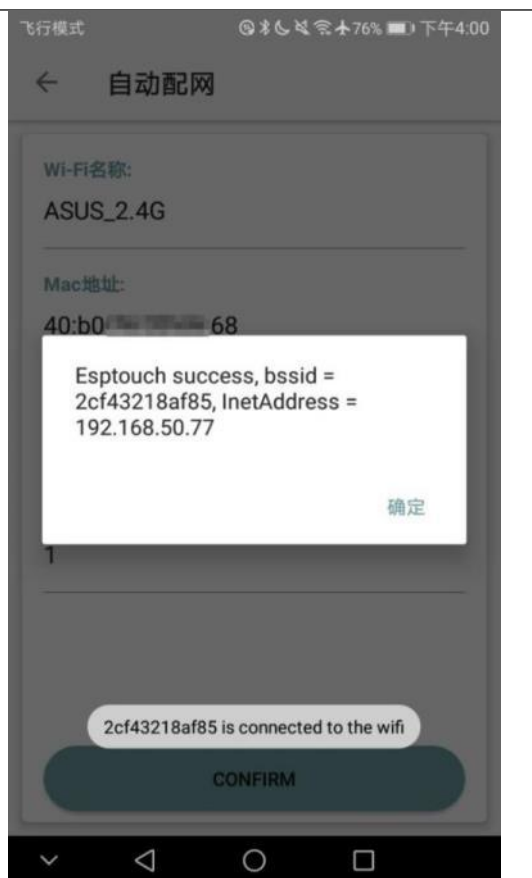 飞行模式 76% 下午4:00
自动配网
Wi-Fi名称:
ASUS_2.4G
Mac地址:
40:b0 68
Esptouch success, bssid =
2cf43218af85, InetAddress =
192.168.50.77
确定
1
2cf43218af85 is connected to the wifi
CONFIRM